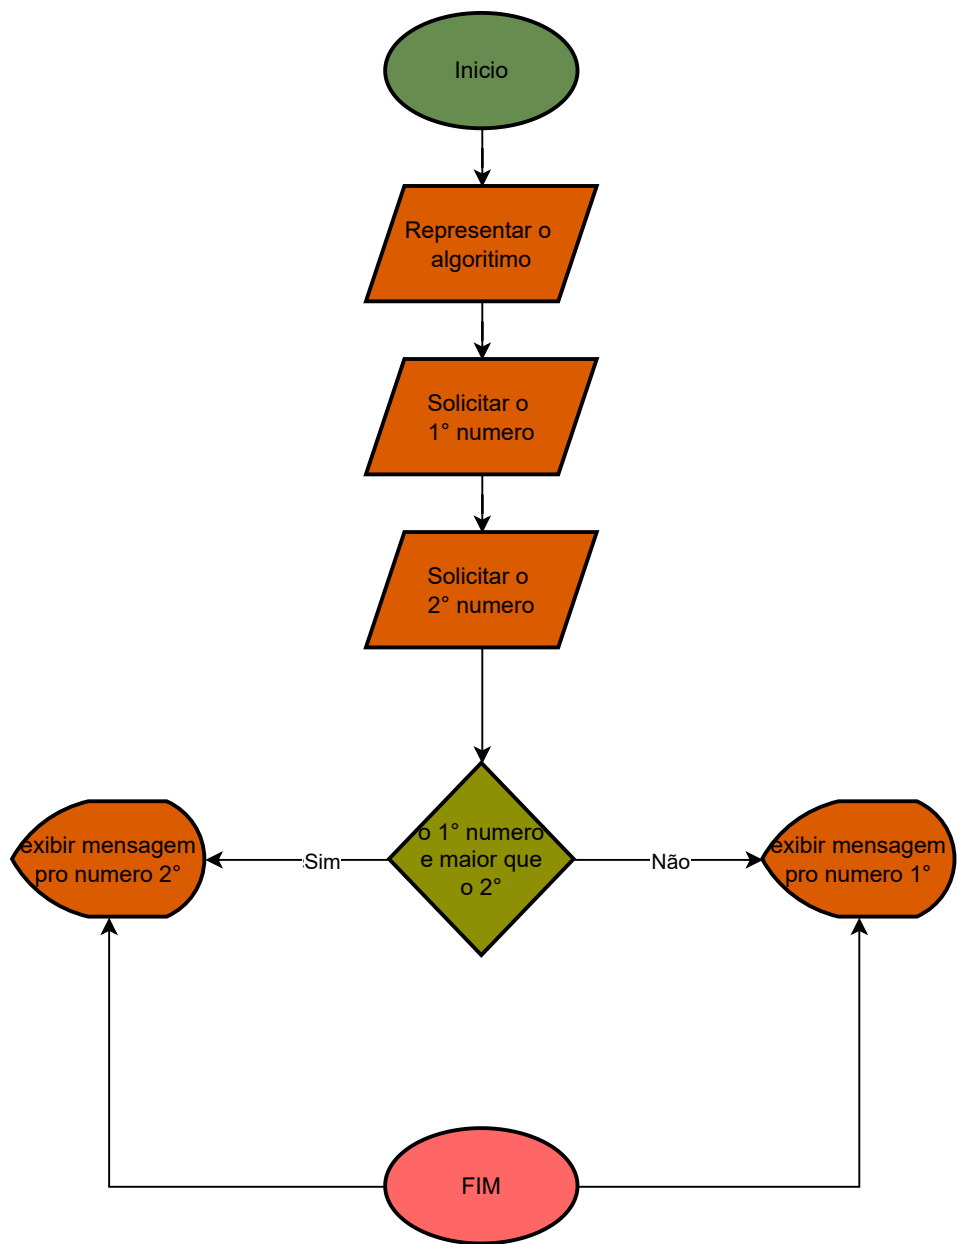 Inicio
Representar o
algoritimo
Solicitar o
1° numero
Solicitar o
2° numero
o 1° numero
e maior que
o 2°
Sim
Não
exibir mensagem
pro numero 2°
exibir mensagem
pro numero 1°
FIM